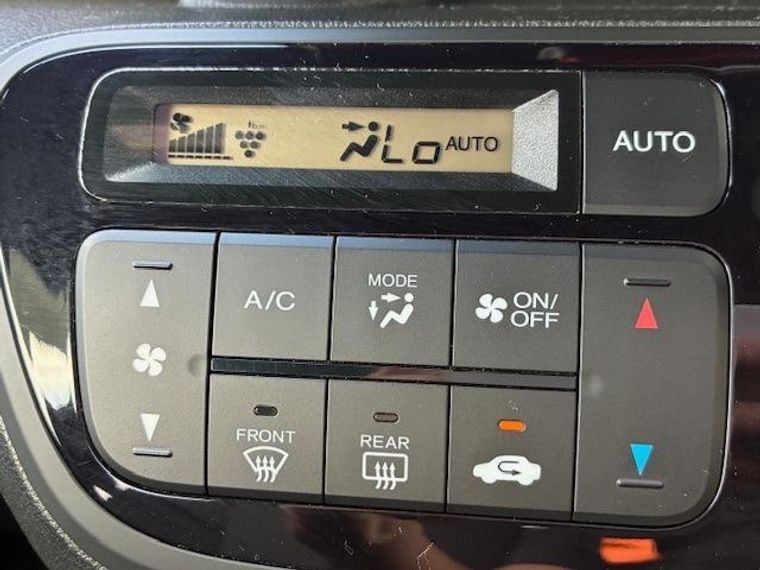 Lo AUTO
AUTO
A/C
MODE
ON/
OFF
FRONT
REAR